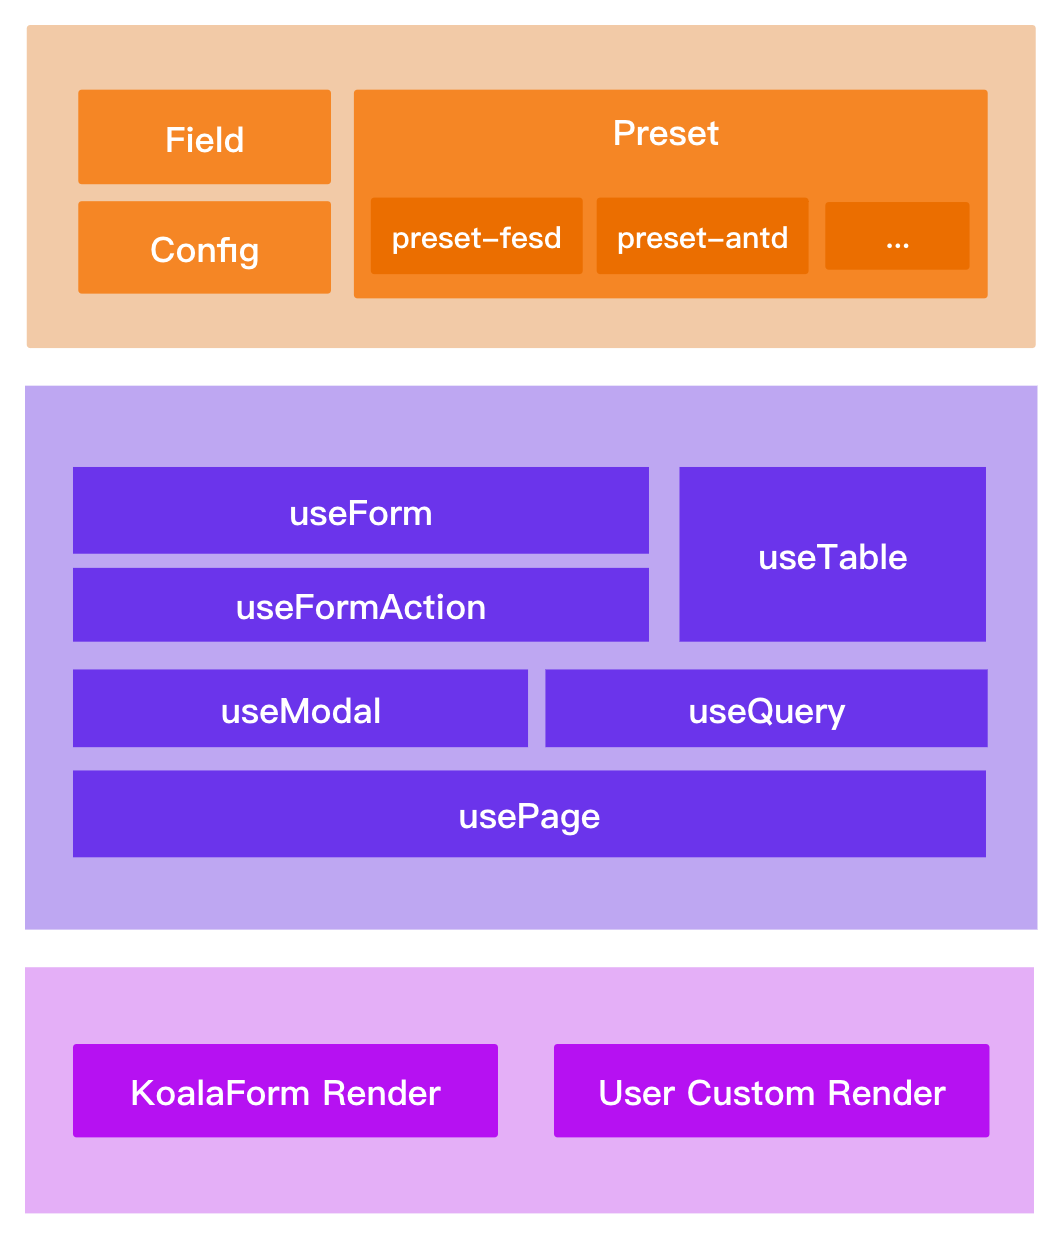 Field
Config
Preset
preset-fesd
preset-antd
...
useForm
useFormAction
useTable
useModal
useQuery
usePage
KoalaForm Render
User Custom Render